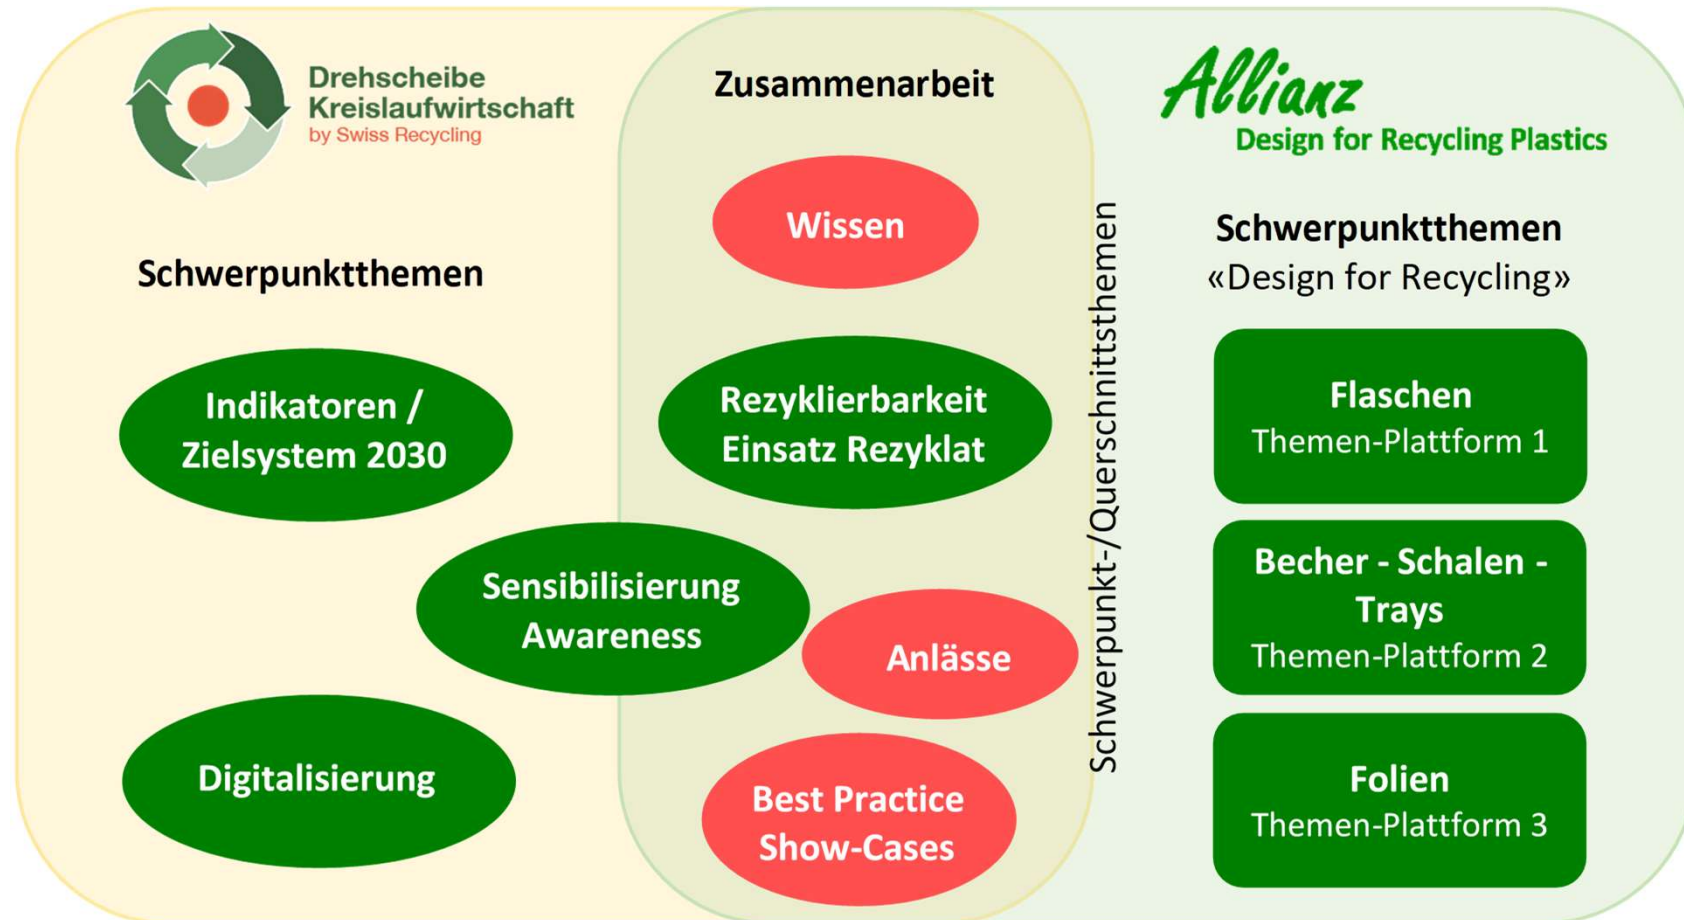 Drehscheibe
Kreislaufwirtschaft
by Swiss Recycling
Schwerpunktthemen
Indikatoren /
Zielsystem 2030
Sensibilisierung
Awareness
Digitalisierung
Zusammenarbeit
Wissen
Rezyklierbarkeit
Einsatz Rezyklat
Anlässe
Best Practice
Show-Cases
Schwerpunkt-/Querschnittsthemen
Allianz
Design for Recycling Plastics
Schwerpunktthemen
«Design for Recycling»
Flaschen
Themen-Plattform 1
Becher - Schalen -
Trays
Themen-Plattform 2
Folien
Themen-Plattform 3